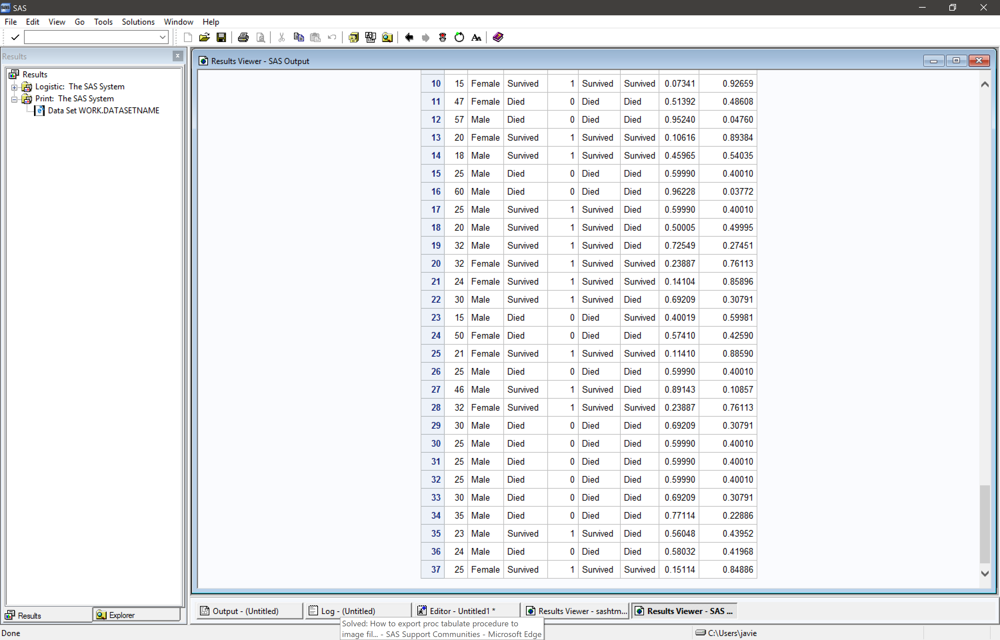 SAS
File Edit View Go Tools Solutions Window Help
Results
Results
Logistic: The SAS System
Print: The SAS System
Data Set WORK.DATASETNAME
Results Explorer
Results Viewer - SAS Output
10 15 Female Survived 1 Survived Survived 0.07341 0.92659
11 47 Female Died 0 Died Died 0.51392 0.48608
12 57 Male Died 0 Died Died 0.95240 0.04760
13 20 Female Survived 1 Survived Survived 0.10616 0.89384
14 18 Male Survived 1 Survived Survived 0.45965 0.54035
15 25 Male Died 0 Died Died 0.59990 0.40010
16 60 Male Died 0 Died Died 0.96228 0.03772
17 25 Male Survived 1 Survived Died 0.59990 0.40010
18 20 Male Survived 1 Survived Died 0.50005 0.49995
19 32 Male Survived 1 Survived Died 0.72549 0.27451
20 32 Female Survived 1 Survived Survived 0.23887 0.76113
21 24 Female Survived 1 Survived Survived 0.14104 0.85896
22 30 Male Survived 1 Survived Died 0.69209 0.30791
23 15 Male Died 0 Died Survived 0.40019 0.59981
24 50 Female Died 0 Died Died 0.57410 0.42590
25 21 Female Survived 1 Survived Survived 0.11410 0.88590
26 25 Male Died 0 Died Died 0.59990 0.40010
27 46 Male Survived 1 Survived Died 0.89143 0.10857
28 32 Female Survived 1 Survived Survived 0.23887 0.76113
29 30 Male Died 0 Died Died 0.69209 0.30791
30 25 Male Died 0 Died Died 0.59990 0.40010
31 25 Male Died 0 Died Died 0.59990 0.40010
32 25 Male Died 0 Died Died 0.59990 0.40010
33 30 Male Died 0 Died Died 0.69209 0.30791
34 35 Male Died 0 Died Died 0.77114 0.22886
35 23 Male Survived 1 Survived Died 0.56048 0.43952
36 24 Male Died 0 Died Died 0.58032 0.41968
37 25 Female Survived 1 Survived Survived 0.15114 0.84886
Output - (Untitled) Log - (Untitled) Editor - Untitled1 * Results Viewer - sashtm... Results Viewer - SAS ...
Solved: How to export proc tabulate procedure to
image fil... - SAS Support Communities - Microsoft Edge
Done C:\Users\javie